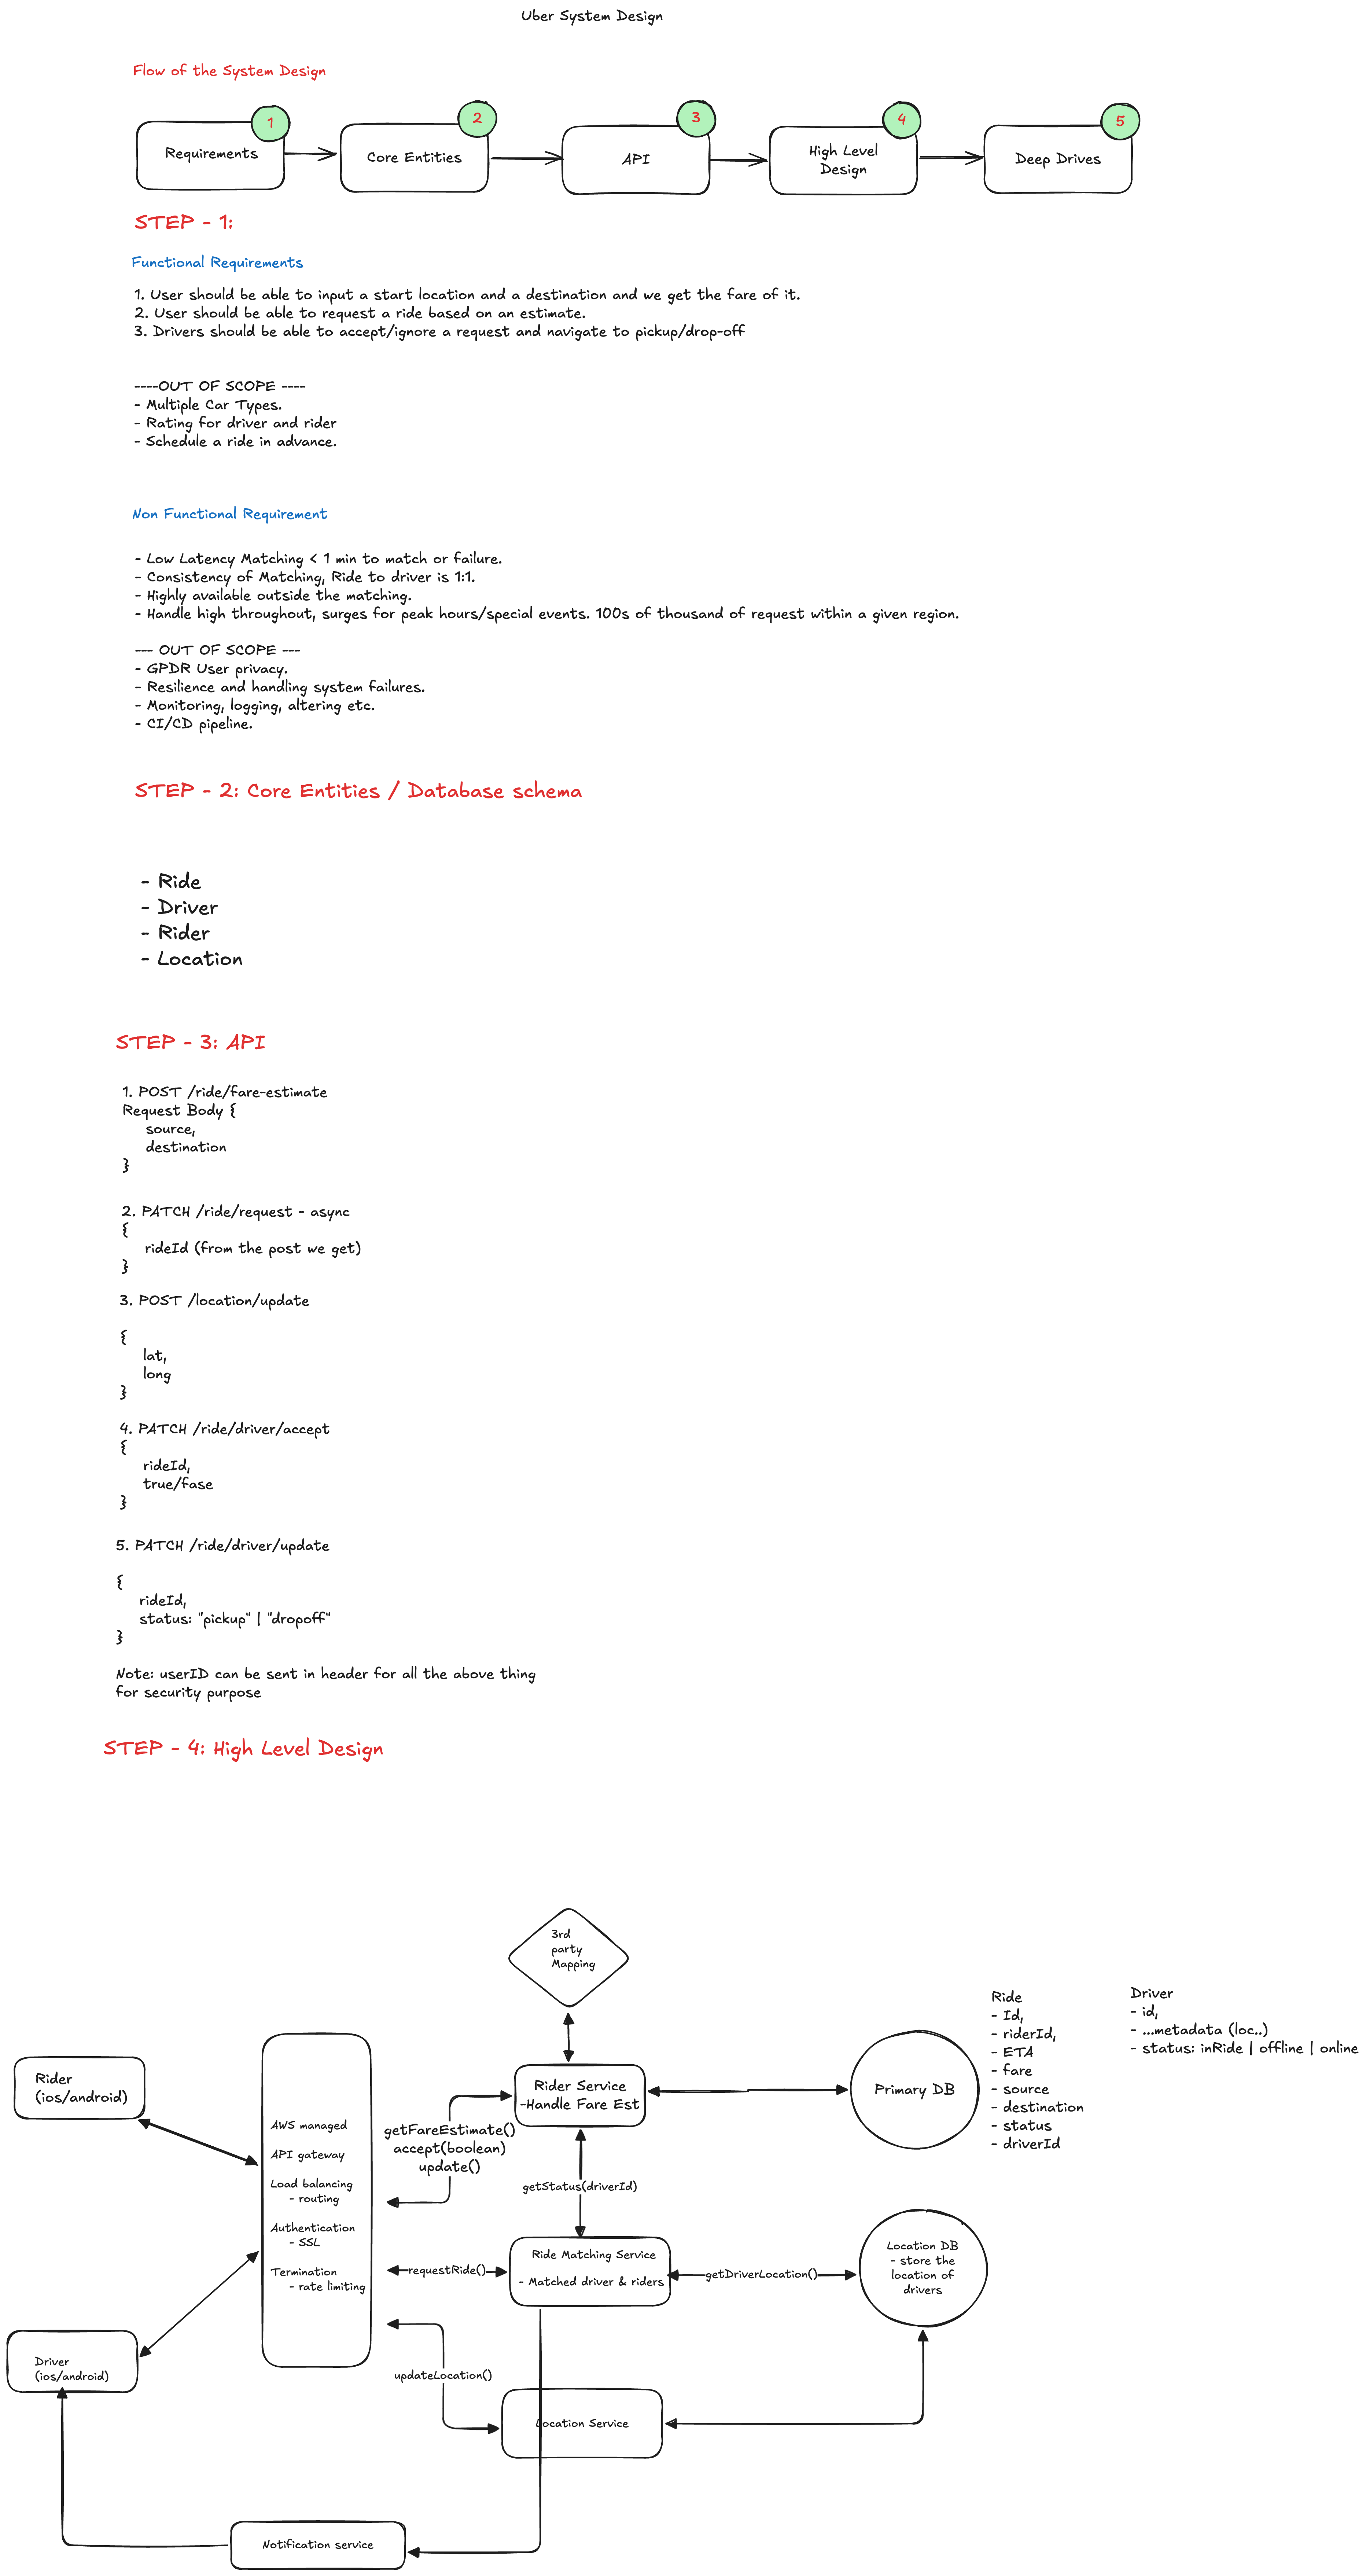 Uber System Design
Flow of the System Design
1
2
3
4
5
Requirements
Core Entities
API
High Level
Design
Deep Drives
STEP - 1:
Functional Requirements
1. User should be able to input a start location and a destination and we get the fare of it.
2. User should be able to request a ride based on an estimate.
3. Drivers should be able to accept/ignore a request and navigate to pickup/drop-off
----OUT OF SCOPE ----
- Multiple Car Types.
- Rating for driver and rider
- Schedule a ride in advance.
Non Functional Requirement
- Low Latency Matching < 1 min to match or failure.
- Consistency of Matching, Ride to driver is 1:1.
- Highly available outside the matching.
- Handle high throughout, surges for peak hours/special events. 100s of thousand of request within a given region.
--- OUT OF SCOPE ---
- GPDR User privacy.
- Resilience and handling system failures.
- Monitoring, logging, altering etc.
- CI/CD pipeline.
STEP - 2: Core Entities / Database schema
- Ride
- Driver
- Rider
- Location
STEP - 3: API
1. POST /ride/fare-estimate
Request Body {
source,
destination
}
2. PATCH /ride/request - async
{
rideId (from the post we get)
}
3. POST /location/update
{
lat,
long
}
4. PATCH /ride/driver/accept
{
rideId,
true/fase
}
5. PATCH /ride/driver/update
{
rideId,
status: "pickup" | "dropoff"
}
Note: userID can be sent in header for all the above thing
for security purpose
STEP - 4: High Level Design
3rd
party
Mapping
Rider
(ios/android)
AWS managed
API gateway
Load balancing
- routing
Authentication
- SSL
Termination
- rate limiting
getFareEstimate()
accept(boolean)
update()
Rider Service
-Handle Fare Est
Primary DB
Ride
- Id,
- riderId,
- ETA
- fare
- source
- destination
- status
- driverId
Driver
- id,
- ...metadata (loc..)
- status: inRide | offline | online
getStatus(driverId)
requestRide()
Ride Matching Service
- Matched driver & riders
getDriverLocation()
Location DB
- store the
location of
drivers
Driver
(ios/android)
updateLocation()
Location Service
Notification service